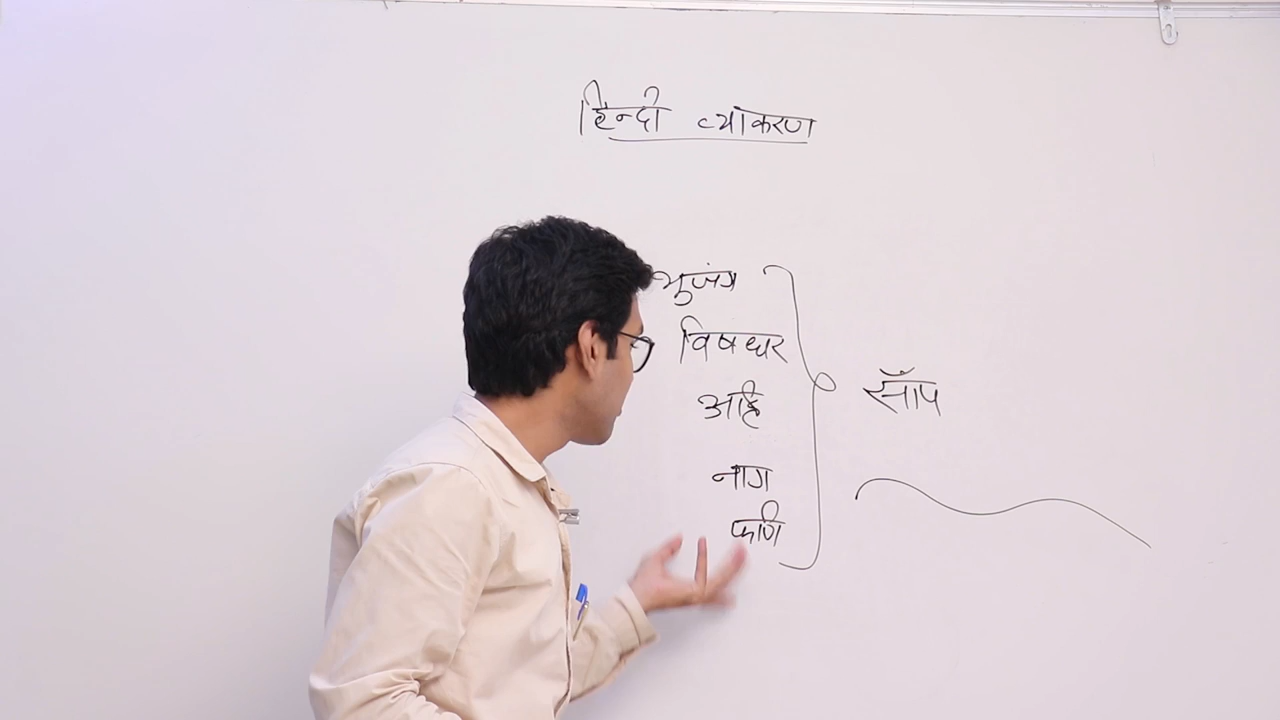 हिन्दी व्याकरण
भुजंग
विषधर
अहि
नाग
फणि
साँप